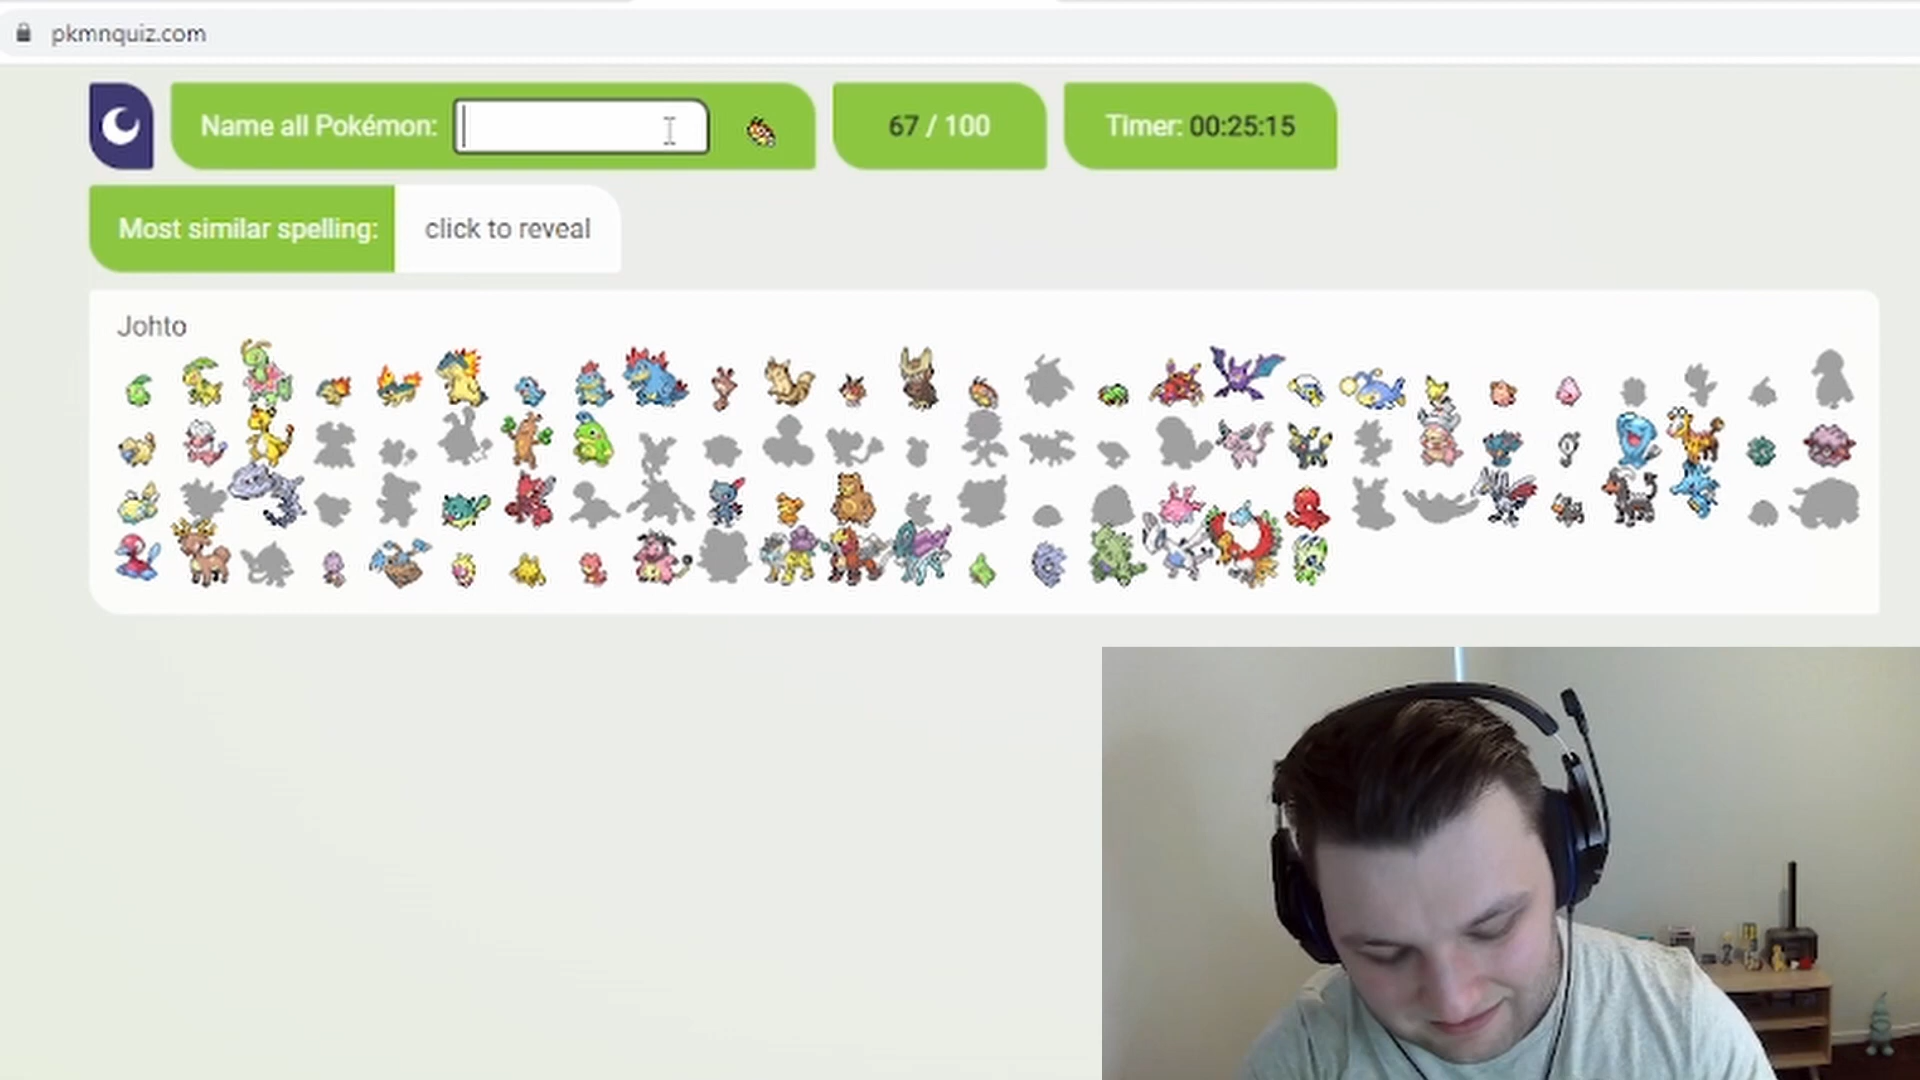 pkmnquiz.com
Name all Pokémon:
67 / 100
Timer: 00:25:15
Most similar spelling:
click to reveal
Johto